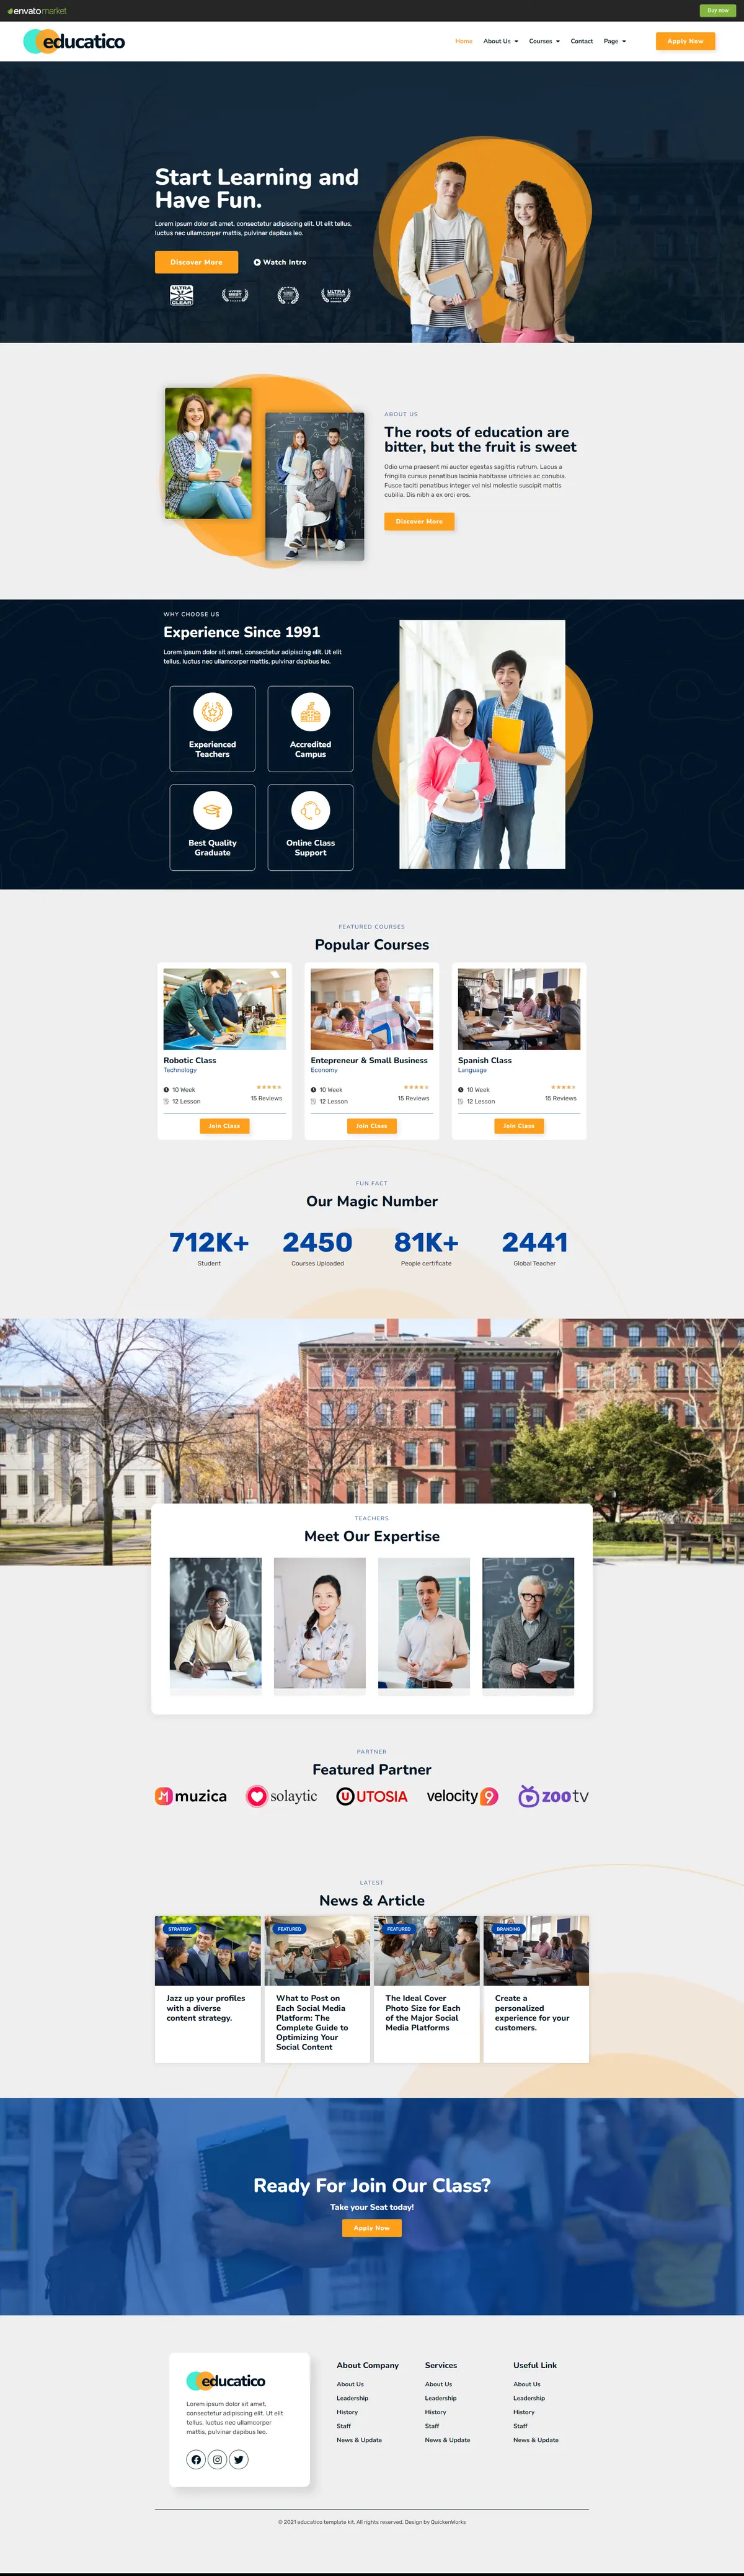 envatomarket
Buy now
educatico
Home
About Us
Courses
Contact
Page
Apply Now
Start Learning and
Have Fun.
Lorem ipsum dolor sit amet, consectetur adipiscing elit. Ut elit tellus,
luctus nec ullamcorper mattis, pulvinar dapibus leo.
Discover More
Watch Intro
ULTRA
CLEAR
ABOUT US
The roots of education are
bitter, but the fruit is sweet
Odio urna praesent mi auctor egestas sagittis rutrum. Lacus a
fringilla cursus penatibus lacinia habitasse ultricies ac conubia.
Fusce taciti penatibus integer vel nisl molestie suscipit mattis
cubilia. Dis nibh a ex orci eros.
Discover More
WHY CHOOSE US
Experience Since 1991
Lorem ipsum dolor sit amet, consectetur adipiscing elit. Ut elit
tellus, luctus nec ullamcorper mattis, pulvinar dapibus leo.
Experienced
Teachers
Accredited
Campus
Best Quality
Graduate
Online Class
Support
FEATURED COURSES
Popular Courses
Robotic Class
Technology
10 Week
12 Lesson
15 Reviews
Join Class
Entepreneur & Small Business
Economy
10 Week
12 Lesson
15 Reviews
Join Class
Spanish Class
Language
10 Week
12 Lesson
15 Reviews
Join Class
FUN FACT
Our Magic Number
712K+
Student
2450
Courses Uploaded
81K+
People certificate
2441
Global Teacher
TEACHERS
Meet Our Expertise
PARTNER
Featured Partner
muzica
solaytic
UTOSIA
velocity 9
ZOOtv
LATEST
News & Article
STRATEGY
Jazz up your profiles
with a diverse
content strategy.
FEATURED
What to Post on
Each Social Media
Platform: The
Complete Guide to
Optimizing Your
Social Content
FEATURED
The Ideal Cover
Photo Size for Each
of the Major Social
Media Platforms
BRANDING
Create a
personalized
experience for your
customers.
Ready For Join Our Class?
Take your Seat today!
Apply Now
educatico
Lorem ipsum dolor sit amet,
consectetur adipiscing elit. Ut elit
tellus, luctus nec ullamcorper
mattis, pulvinar dapibus leo.
About Company
About Us
Leadership
History
Staff
News & Update
Services
About Us
Leadership
History
Staff
News & Update
Useful Link
About Us
Leadership
History
Staff
News & Update
© 2021 educatico template kit. All rights reserved. Design by QuickenWorks